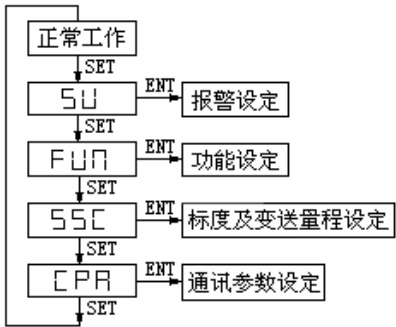 正常工作
SET
SU ENT 报警设定
SET
FUN ENT 功能设定
SET
SSC ENT 标度及变送量程设定
SET
CPA ENT 通讯参数设定
SET